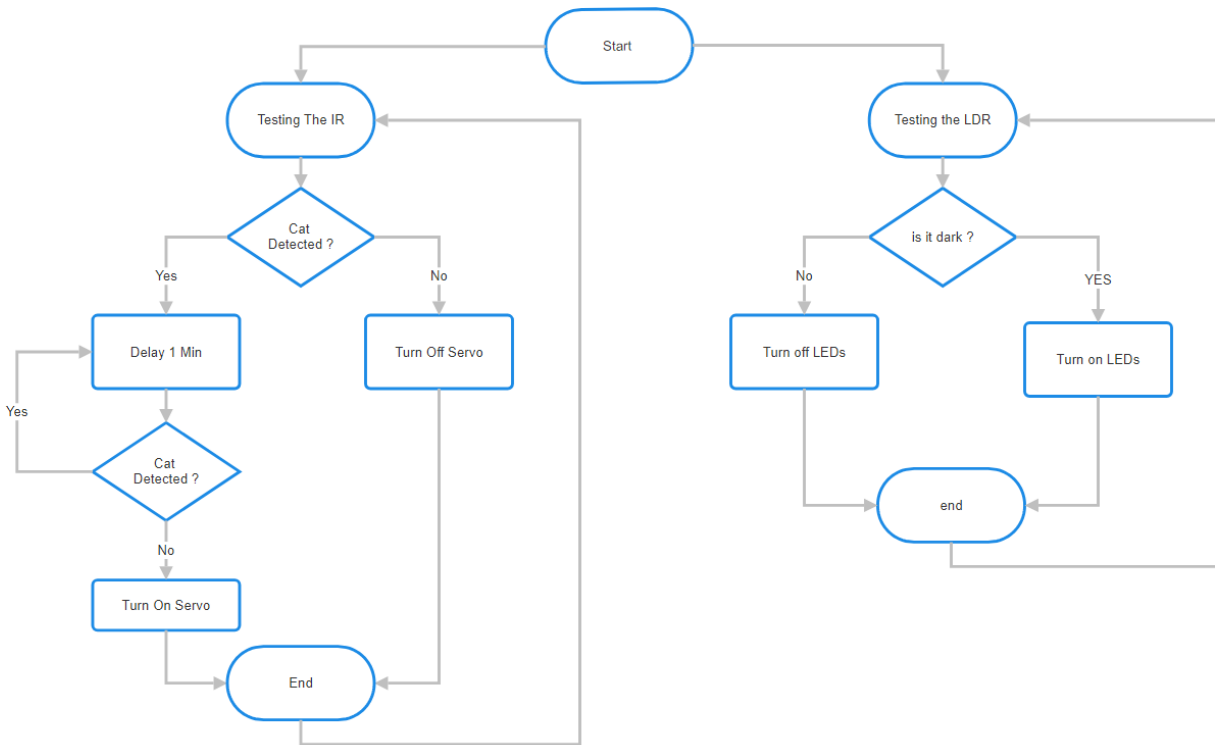 Start
Testing The IR
Testing the LDR
Cat
Detected ?
is it dark ?
Yes
No
No
YES
Delay 1 Min
Turn Off Servo
Turn off LEDs
Turn on LEDs
Yes
Cat
Detected ?
end
No
Turn On Servo
End